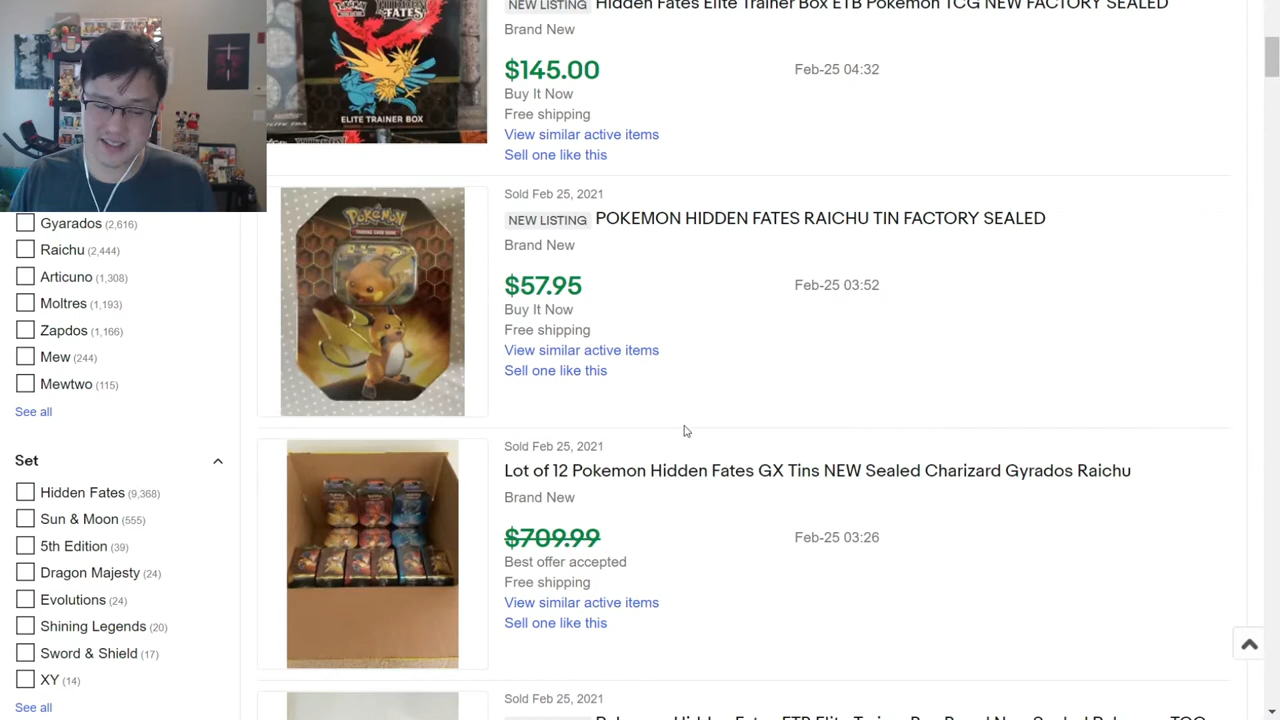 NEW LISTING Hidden Fates Elite Trainer Box ETB Pokemon TCG NEW FACTORY SEALED
Brand New
$145.00
Feb-25 04:32
Buy It Now
Free shipping
View similar active items
Sell one like this
ELITE TRAINER BOX
Sold Feb 25, 2021
NEW LISTING POKEMON HIDDEN FATES RAICHU TIN FACTORY SEALED
Brand New
$57.95
Feb-25 03:52
Buy It Now
Free shipping
View similar active items
Sell one like this
POKÉMON
Sold Feb 25, 2021
Lot of 12 Pokemon Hidden Fates GX Tins NEW Sealed Charizard Gyrados Raichu
Brand New
$709.99
Feb-25 03:26
Best offer accepted
Free shipping
View similar active items
Sell one like this
Sold Feb 25, 2021
Gyarados (2,616)
Raichu (2,444)
Articuno (1,308)
Moltres (1,193)
Zapdos (1,166)
Mew (244)
Mewtwo (115)
See all
Set
Hidden Fates (9,368)
Sun & Moon (555)
5th Edition (39)
Dragon Majesty (24)
Evolutions (24)
Shining Legends (20)
Sword & Shield (17)
XY (14)
See all